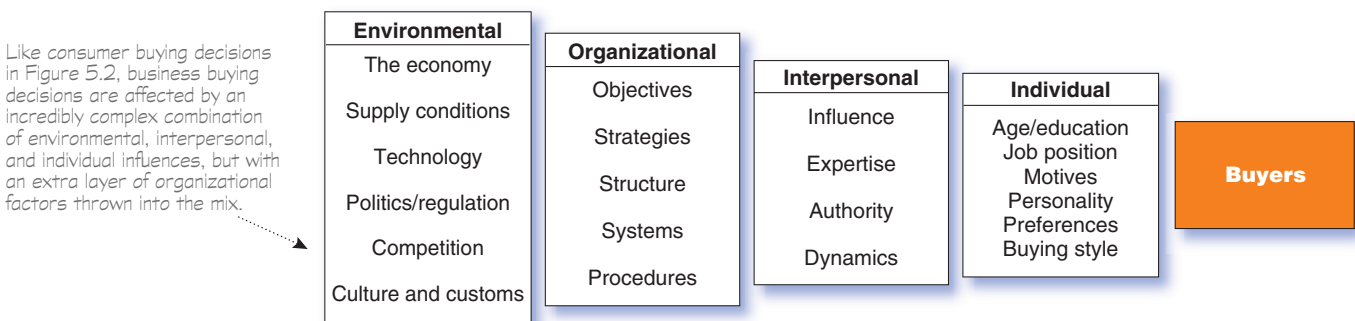 Like consumer buying decisions
in Figure 5.2, business buying
decisions are affected by an
incredibly complex combination
of environmental, interpersonal,
and individual influences, but with
an extra layer of organizational
factors thrown into the mix.
Environmental
The economy
Supply conditions
Technology
Politics/regulation
Competition
Culture and customs
Organizational
Objectives
Strategies
Structure
Systems
Procedures
Interpersonal
Influence
Expertise
Authority
Dynamics
Individual
Age/education
Job position
Motives
Personality
Preferences
Buying style
Buyers